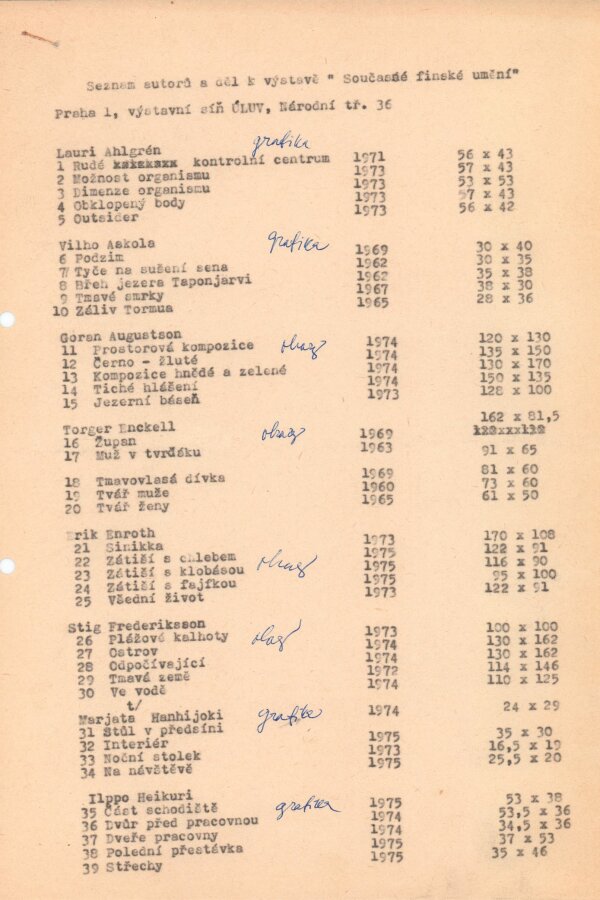 Seznam autorů a děl k výstavě " Současné finské umění"
Praha 1, výstavní síň ÚLUV, Národní tř. 36
Lauri Ahlgrén grafika
1 Rudé kontrolní centrum 1971 56 x 43
2 Možnost organismu 1973 57 x 43
3 Dimenze organismu 1973 53 x 53
4 Obklopený body 1973 57 x 43
5 Outsider 1973 56 x 42
Vilho Askola grafika
6 Podzim 1969 30 x 40
7/ Tyče na sušení sena 1962 30 x 35
8 Břeh jezera Taponjarvi 1962 35 x 38
9 Tmavé smrky 1967 38 x 30
10 Záliv Tormua 1965 28 x 36
Goran Augustson obraz
11 Prostorová kompozice 1974 120 x 130
12 Černo - žluté 1974 135 x 150
13 Kompozice hnědé a zelené 1974 130 x 170
14 Tiché hlášení 1974 150 x 135
15 Jezerní báseň 1973 128 x 100
Torger Enckell obraz
16 Župan 1969 162 x 81,5
17 Muž v tvrďáku 1963 91 x 65
18 Tmavovlasá dívka 1969 81 x 60
19 Tvář muže 1960 73 x 60
20 Tvář ženy 1965 61 x 50
Erik Enroth obraz
21 Sinikka 1973 170 x 108
22 Zátiší s chlebem 1975 122 x 91
23 Zátiší s klobásou 1975 116 x 90
24 Zátiší s fajfkou 1975 95 x 100
25 Všední život 1973 122 x 91
Stig Frederiksson obraz
26 Plážové kalhoty 1973 100 x 100
27 Ostrov 1974 130 x 162
28 Odpočívající 1974 130 x 162
29 Tmavá země 1972 114 x 146
30 Ve vodě 1974 110 x 125
t/
Marjata Hanhijoki grafika
31 Stůl v předsíni 1974 24 x 29
32 Interiér 1975 35 x 30
33 Noční stolek 1973 16,5 x 19
34 Na návštěvě 1975 25,5 x 20
Ilppo Heikuri grafika
35 Část schodiště 1975 53 x 38
36 Dvůr před pracovnou 1974 53,5 x 36
37 Dveře pracovny 1974 34,5 x 36
38 Polední přestávka 1975 37 x 53
39 Střechy 1975 35 x 46